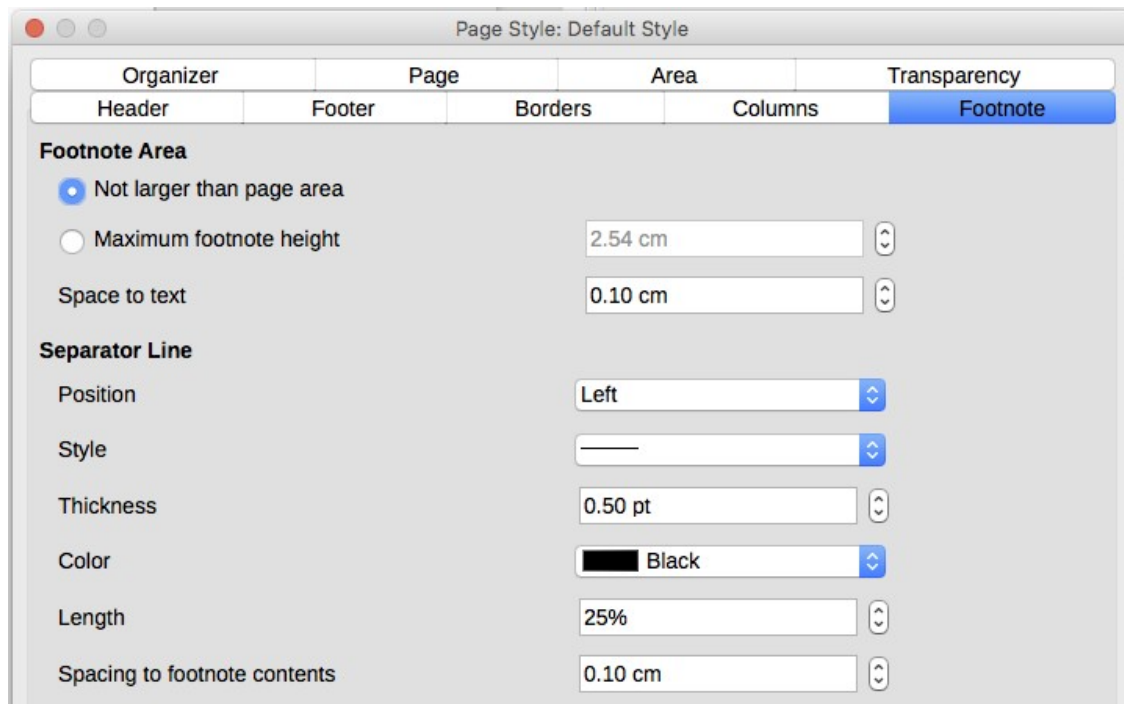 Page Style: Default Style
Organizer Page Area Transparency
Header Footer Borders Columns Footnote
Footnote Area
Not larger than page area
Maximum footnote height 2.54 cm
Space to text 0.10 cm
Separator Line
Position Left
Style
Thickness 0.50 pt
Color Black
Length 25%
Spacing to footnote contents 0.10 cm